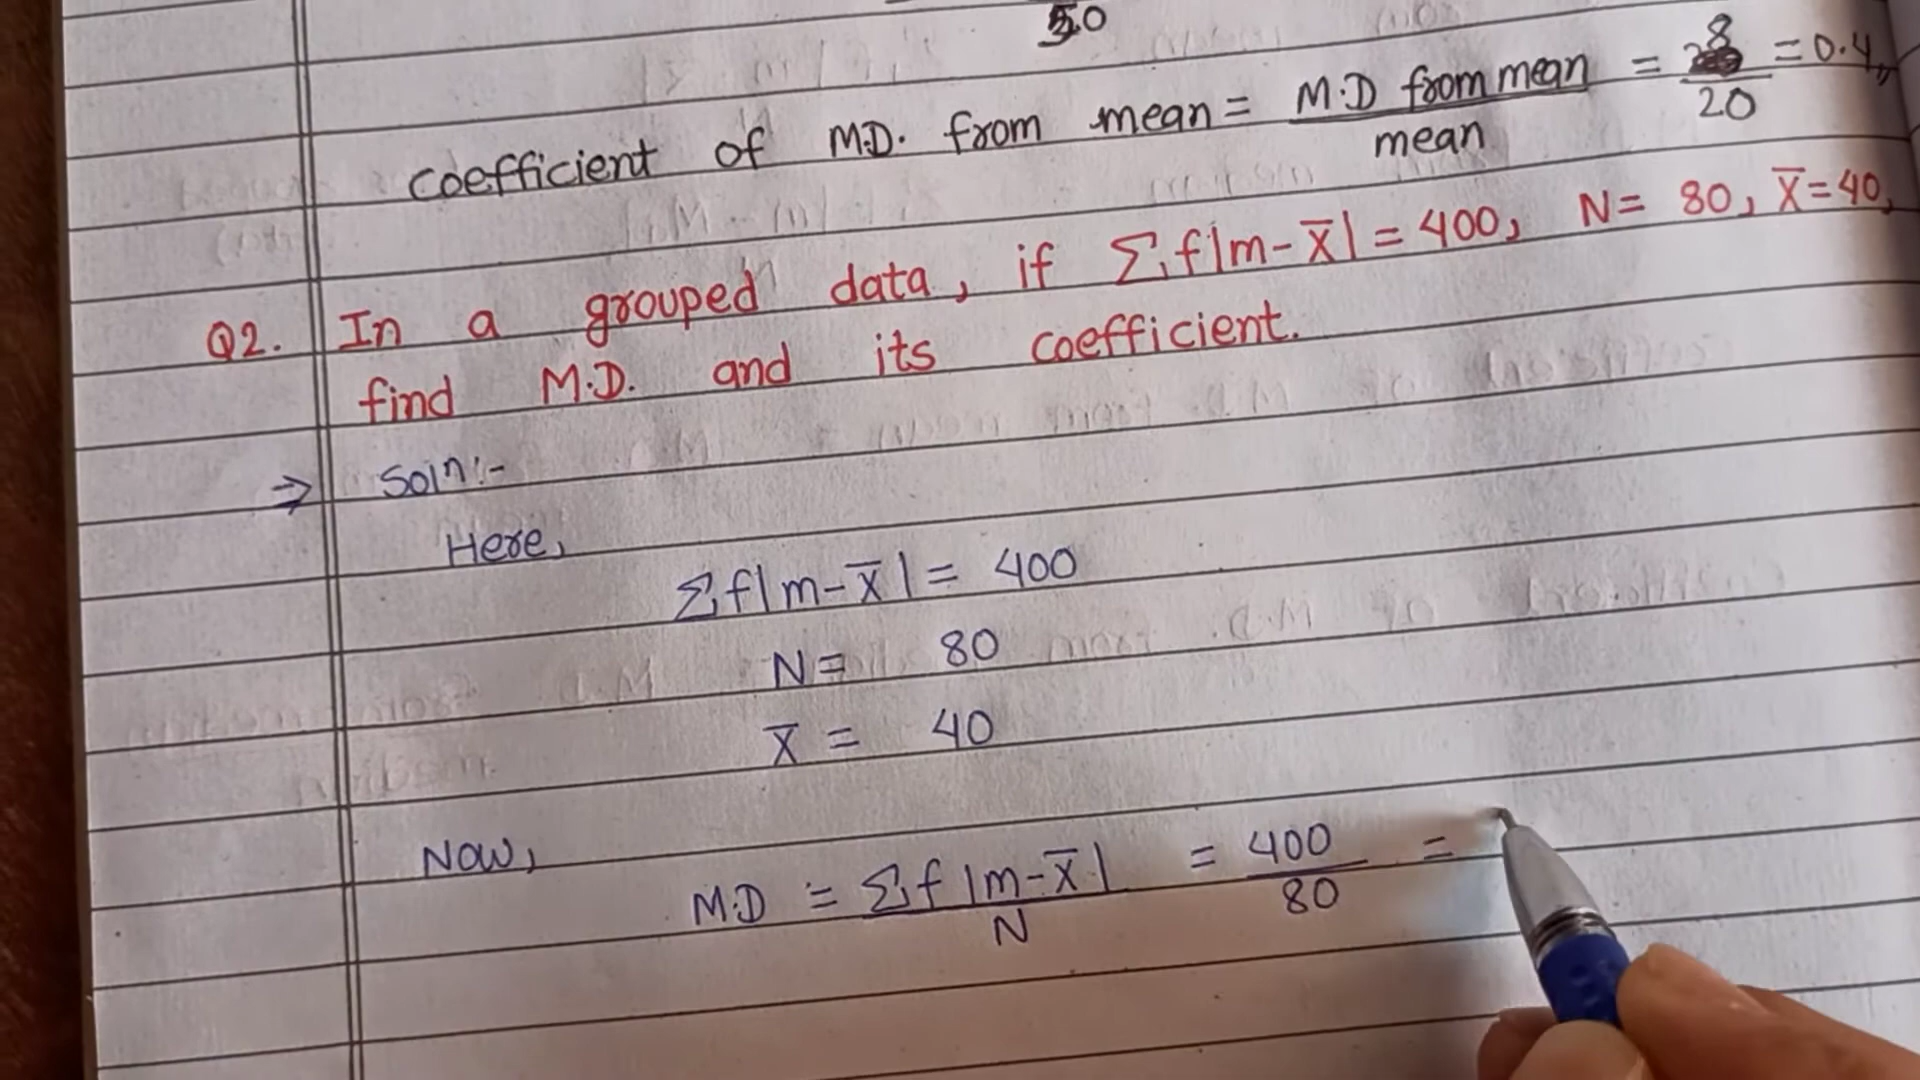 50
coefficient of M.D. from mean = M.D from mean / mean = 8 / 20 = 0.4
Q2. In a grouped data, if Σf|m-x̄| = 400, N = 80, x̄ = 40,
find M.D. and its coefficient.
⇒ Soln:-
Here,
Σf|m-x̄| = 400
N = 80
x̄ = 40
Now,
M.D = Σf|m-x̄| / N = 400 / 80 =